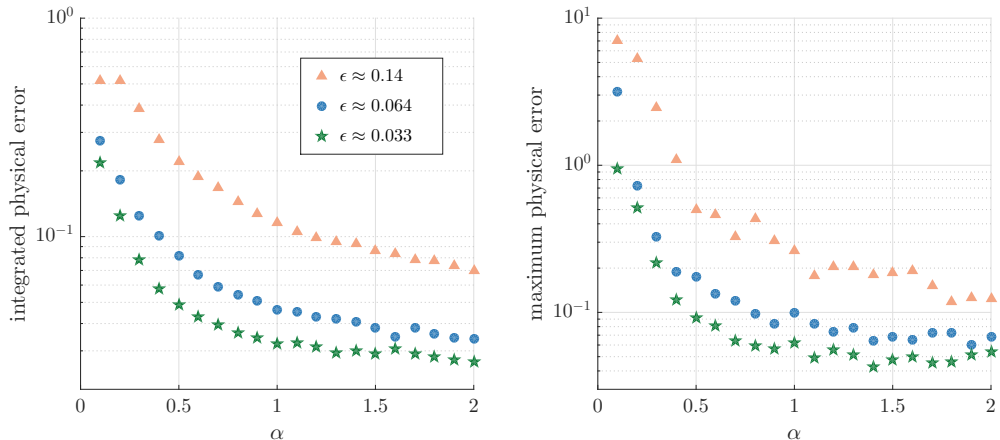 10^0
10^{-1}
0
0.5
1
1.5
2
α
integrated physical error
ϵ ≈ 0.14
ϵ ≈ 0.064
ϵ ≈ 0.033
10^1
10^0
10^{-1}
0
0.5
1
1.5
2
α
maximum physical error